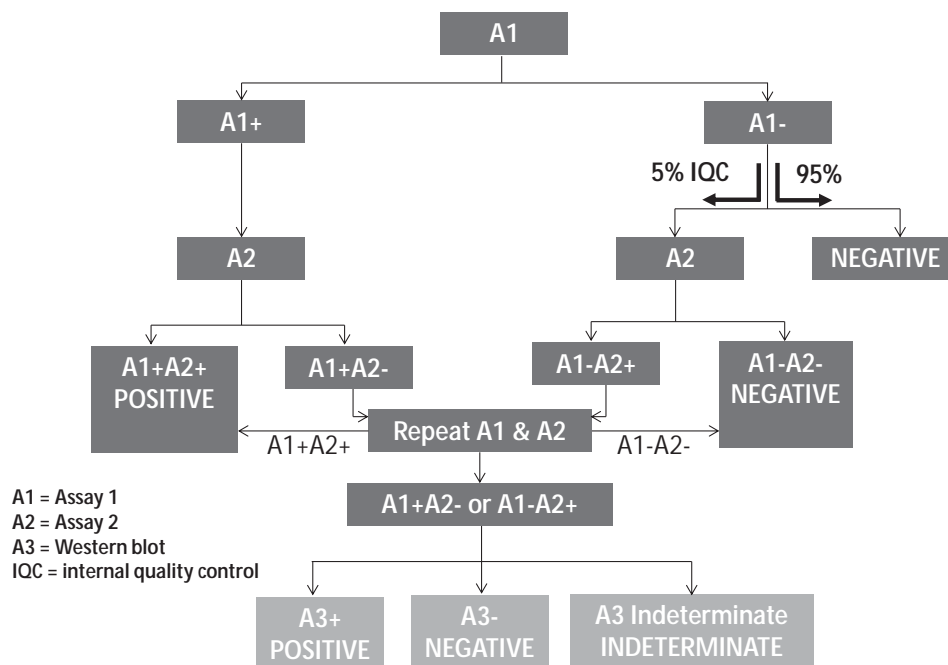 A1
A1+
A1-
5% IQC
95%
A2
A2
NEGATIVE
A1+A2+
POSITIVE
A1+A2-
A1-A2+
A1-A2-
NEGATIVE
Repeat A1 & A2
A1+A2+
A1-A2-
A1+A2- or A1-A2+
A1 = Assay 1
A2 = Assay 2
A3 = Western blot
IQC = internal quality control
A3+
POSITIVE
A3-
NEGATIVE
A3 Indeterminate
INDETERMINATE